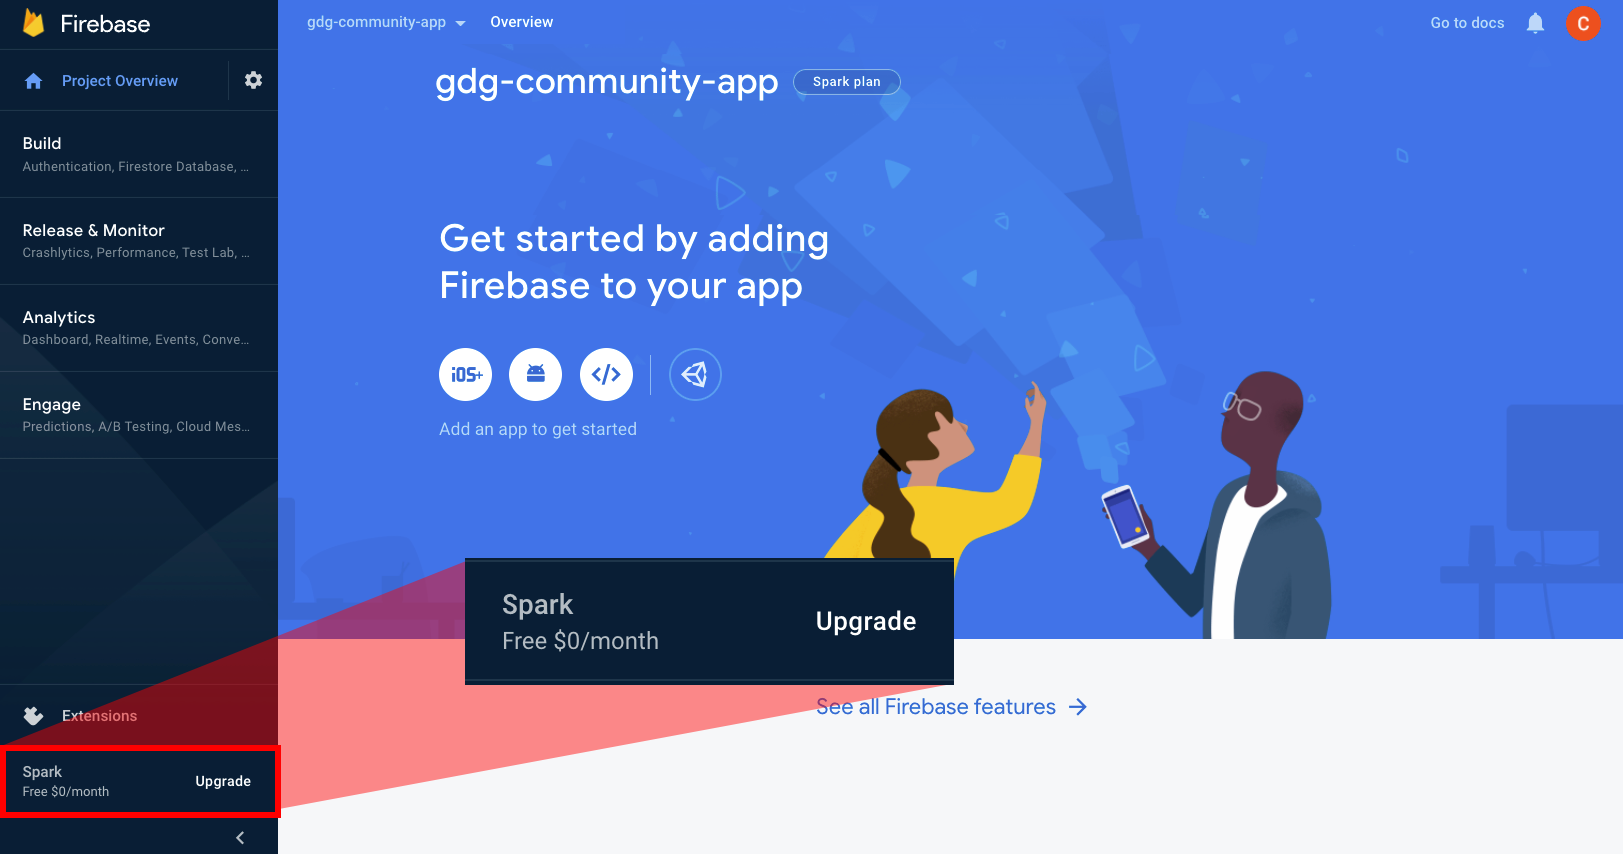 Firebase
Project Overview
Build
Authentication, Firestore Database, ...
Release & Monitor
Crashlytics, Performance, Test Lab, ...
Analytics
Dashboard, Realtime, Events, Conve...
Engage
Predictions, A/B Testing, Cloud Mes...
Extensions
Spark
Free $0/month
Upgrade
gdg-community-app
Overview
Go to docs
C
gdg-community-app
Spark plan
Get started by adding
Firebase to your app
iOS+
</>
Add an app to get started
Spark
Free $0/month
Upgrade
See all Firebase features